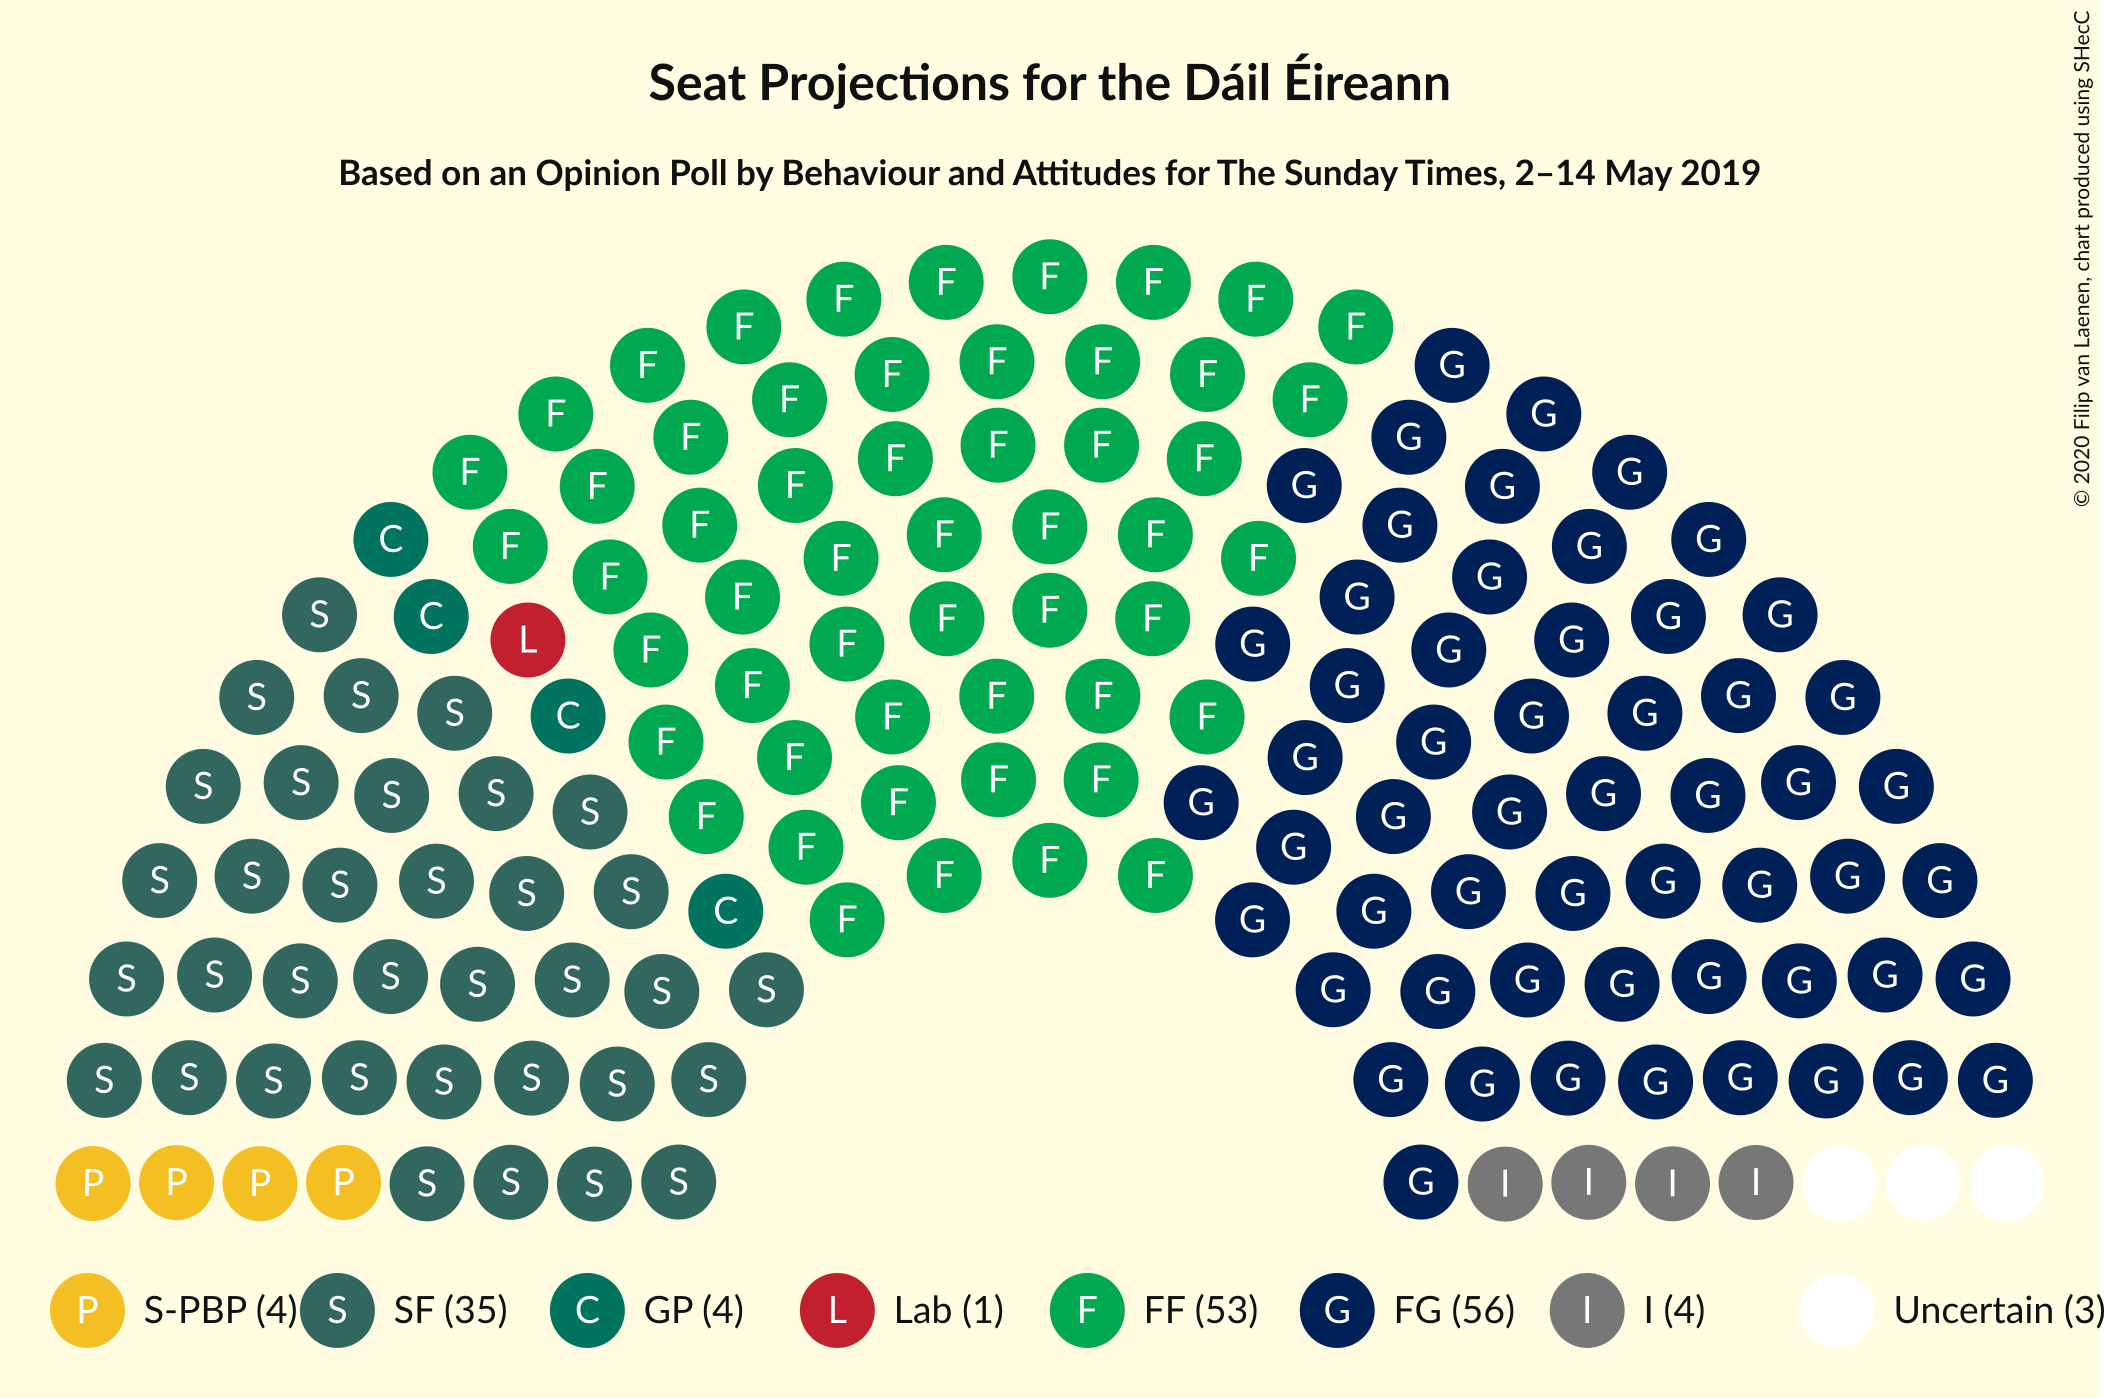 Seat Projections for the Dáil Éireann
Based on an Opinion Poll by Behaviour and Attitudes for The Sunday Times, 2–14 May 2019
© 2020 Filip van Laenen, chart produced using SHecC
F F F F F
F F F F
F F F F F F G
F F G G
F F F F F F G G
F F F G G G
C F F F F F F G G G G
F F G G
S C L F F F F F G G G G G
S S S C F F F F F F G G G G G G
F F G G
S S S S S F F F F G G G G G G G
F G
S S S S S S C F F F F G G G G G G G G
S S S S S S S S G G G G G G G G
S S S S S S S S G G G G G G G G
P P P P S S S S G I I I I
P S-PBP (4) S SF (35) C GP (4) L Lab (1) F FF (53) G FG (56) I I (4) Uncertain (3)